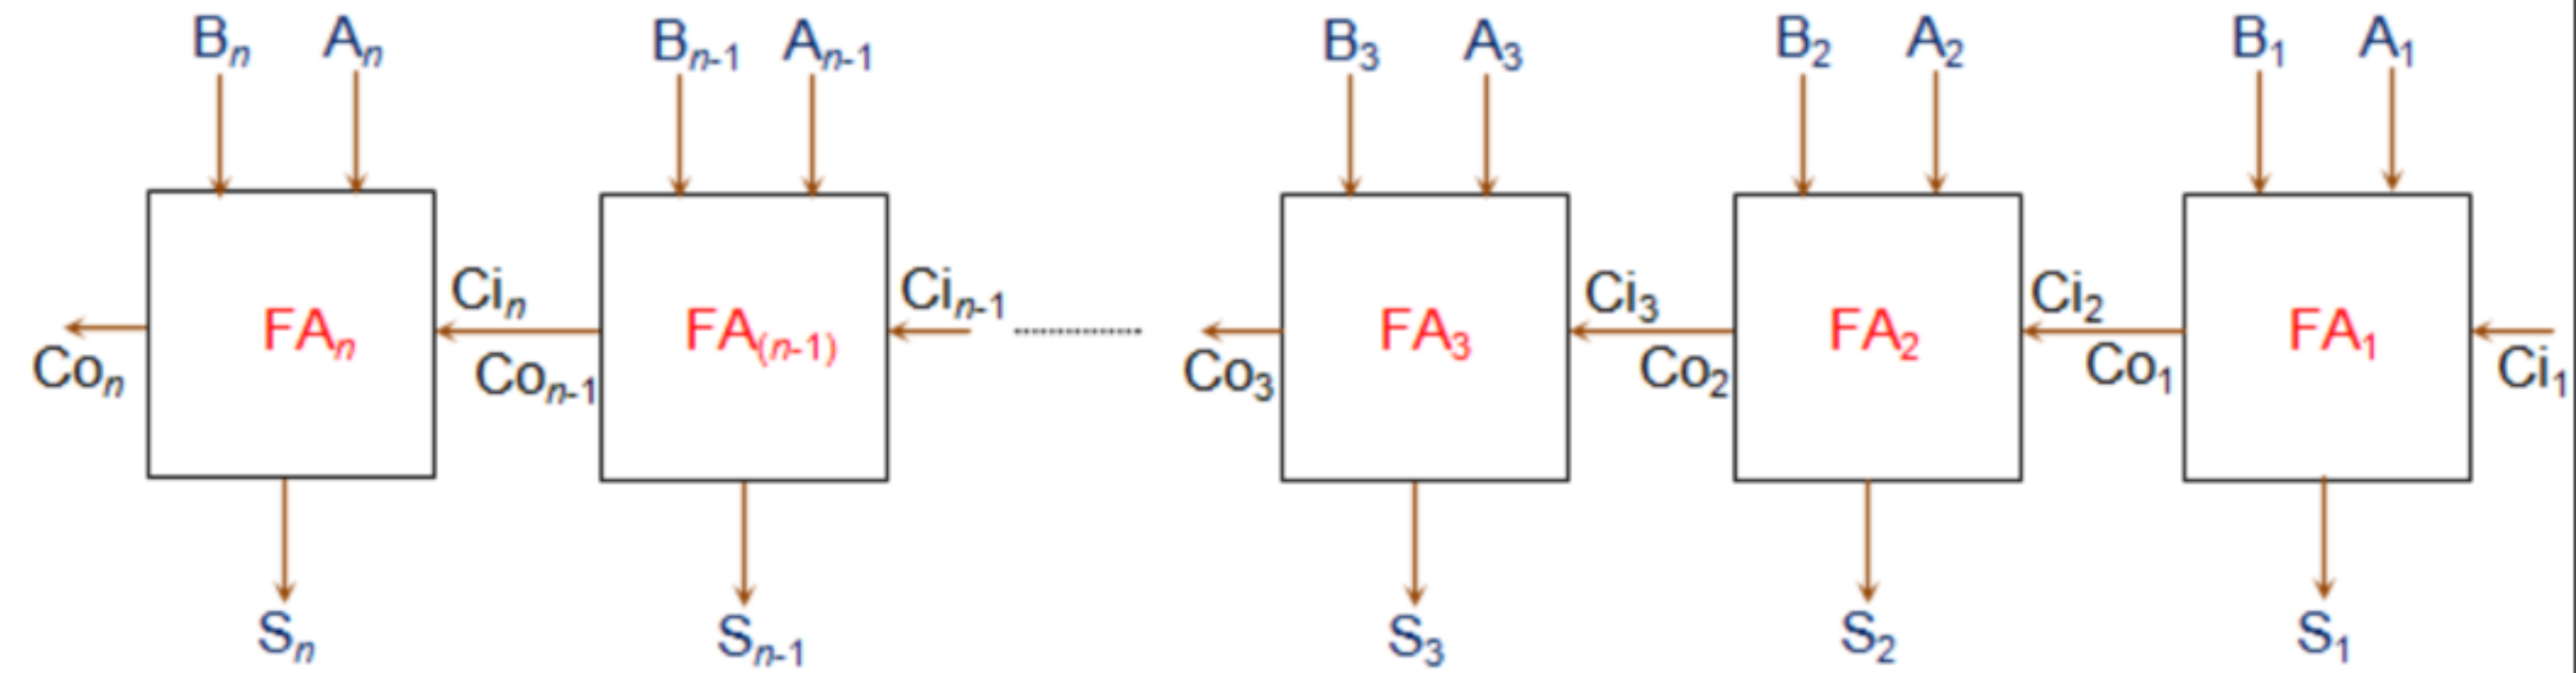 Bn An Bn-1 An-1 B3 A3 B2 A2 B1 A1
Cin Cin-1 Ci3 Ci2
FAn FA(n-1) FA3 FA2 FA1
Con Con-1 Co3 Co2 Co1 Ci1
Sn Sn-1 S3 S2 S1